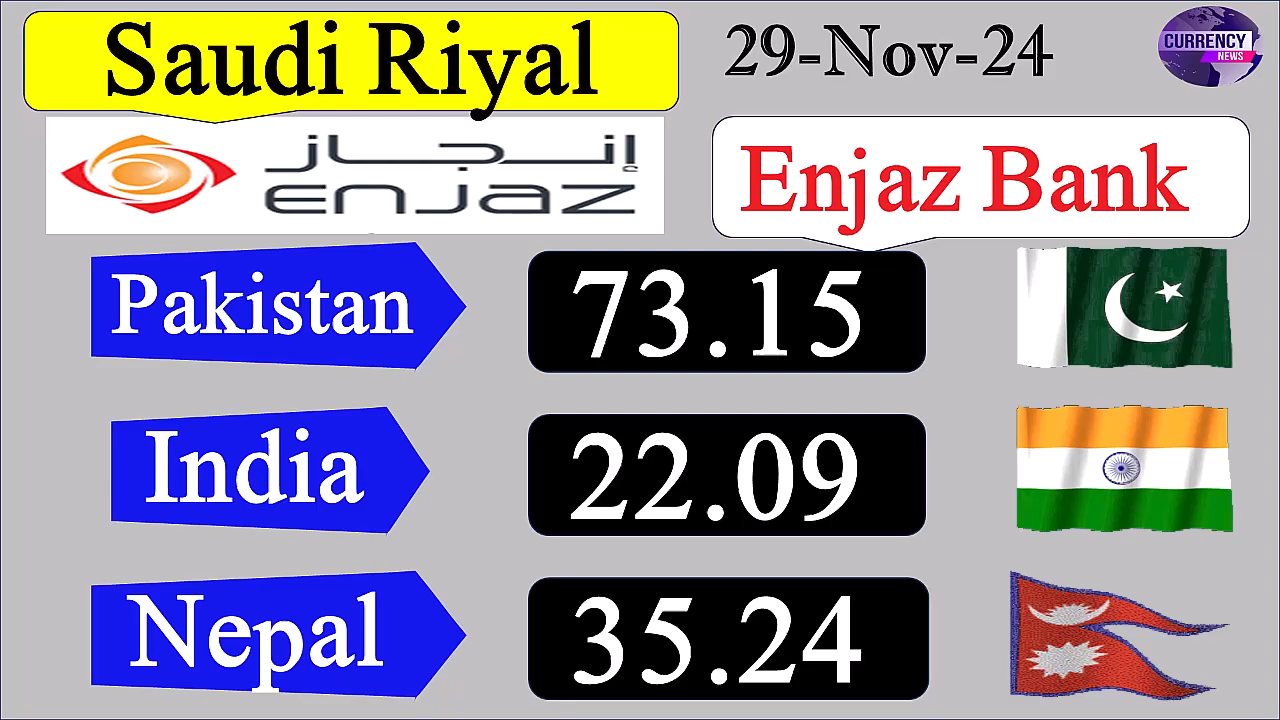 Saudi Riyal
29-Nov-24
CURRENCY
NEWS
إنجاز
enjaz
Enjaz Bank
Pakistan
73.15
India
22.09
Nepal
35.24